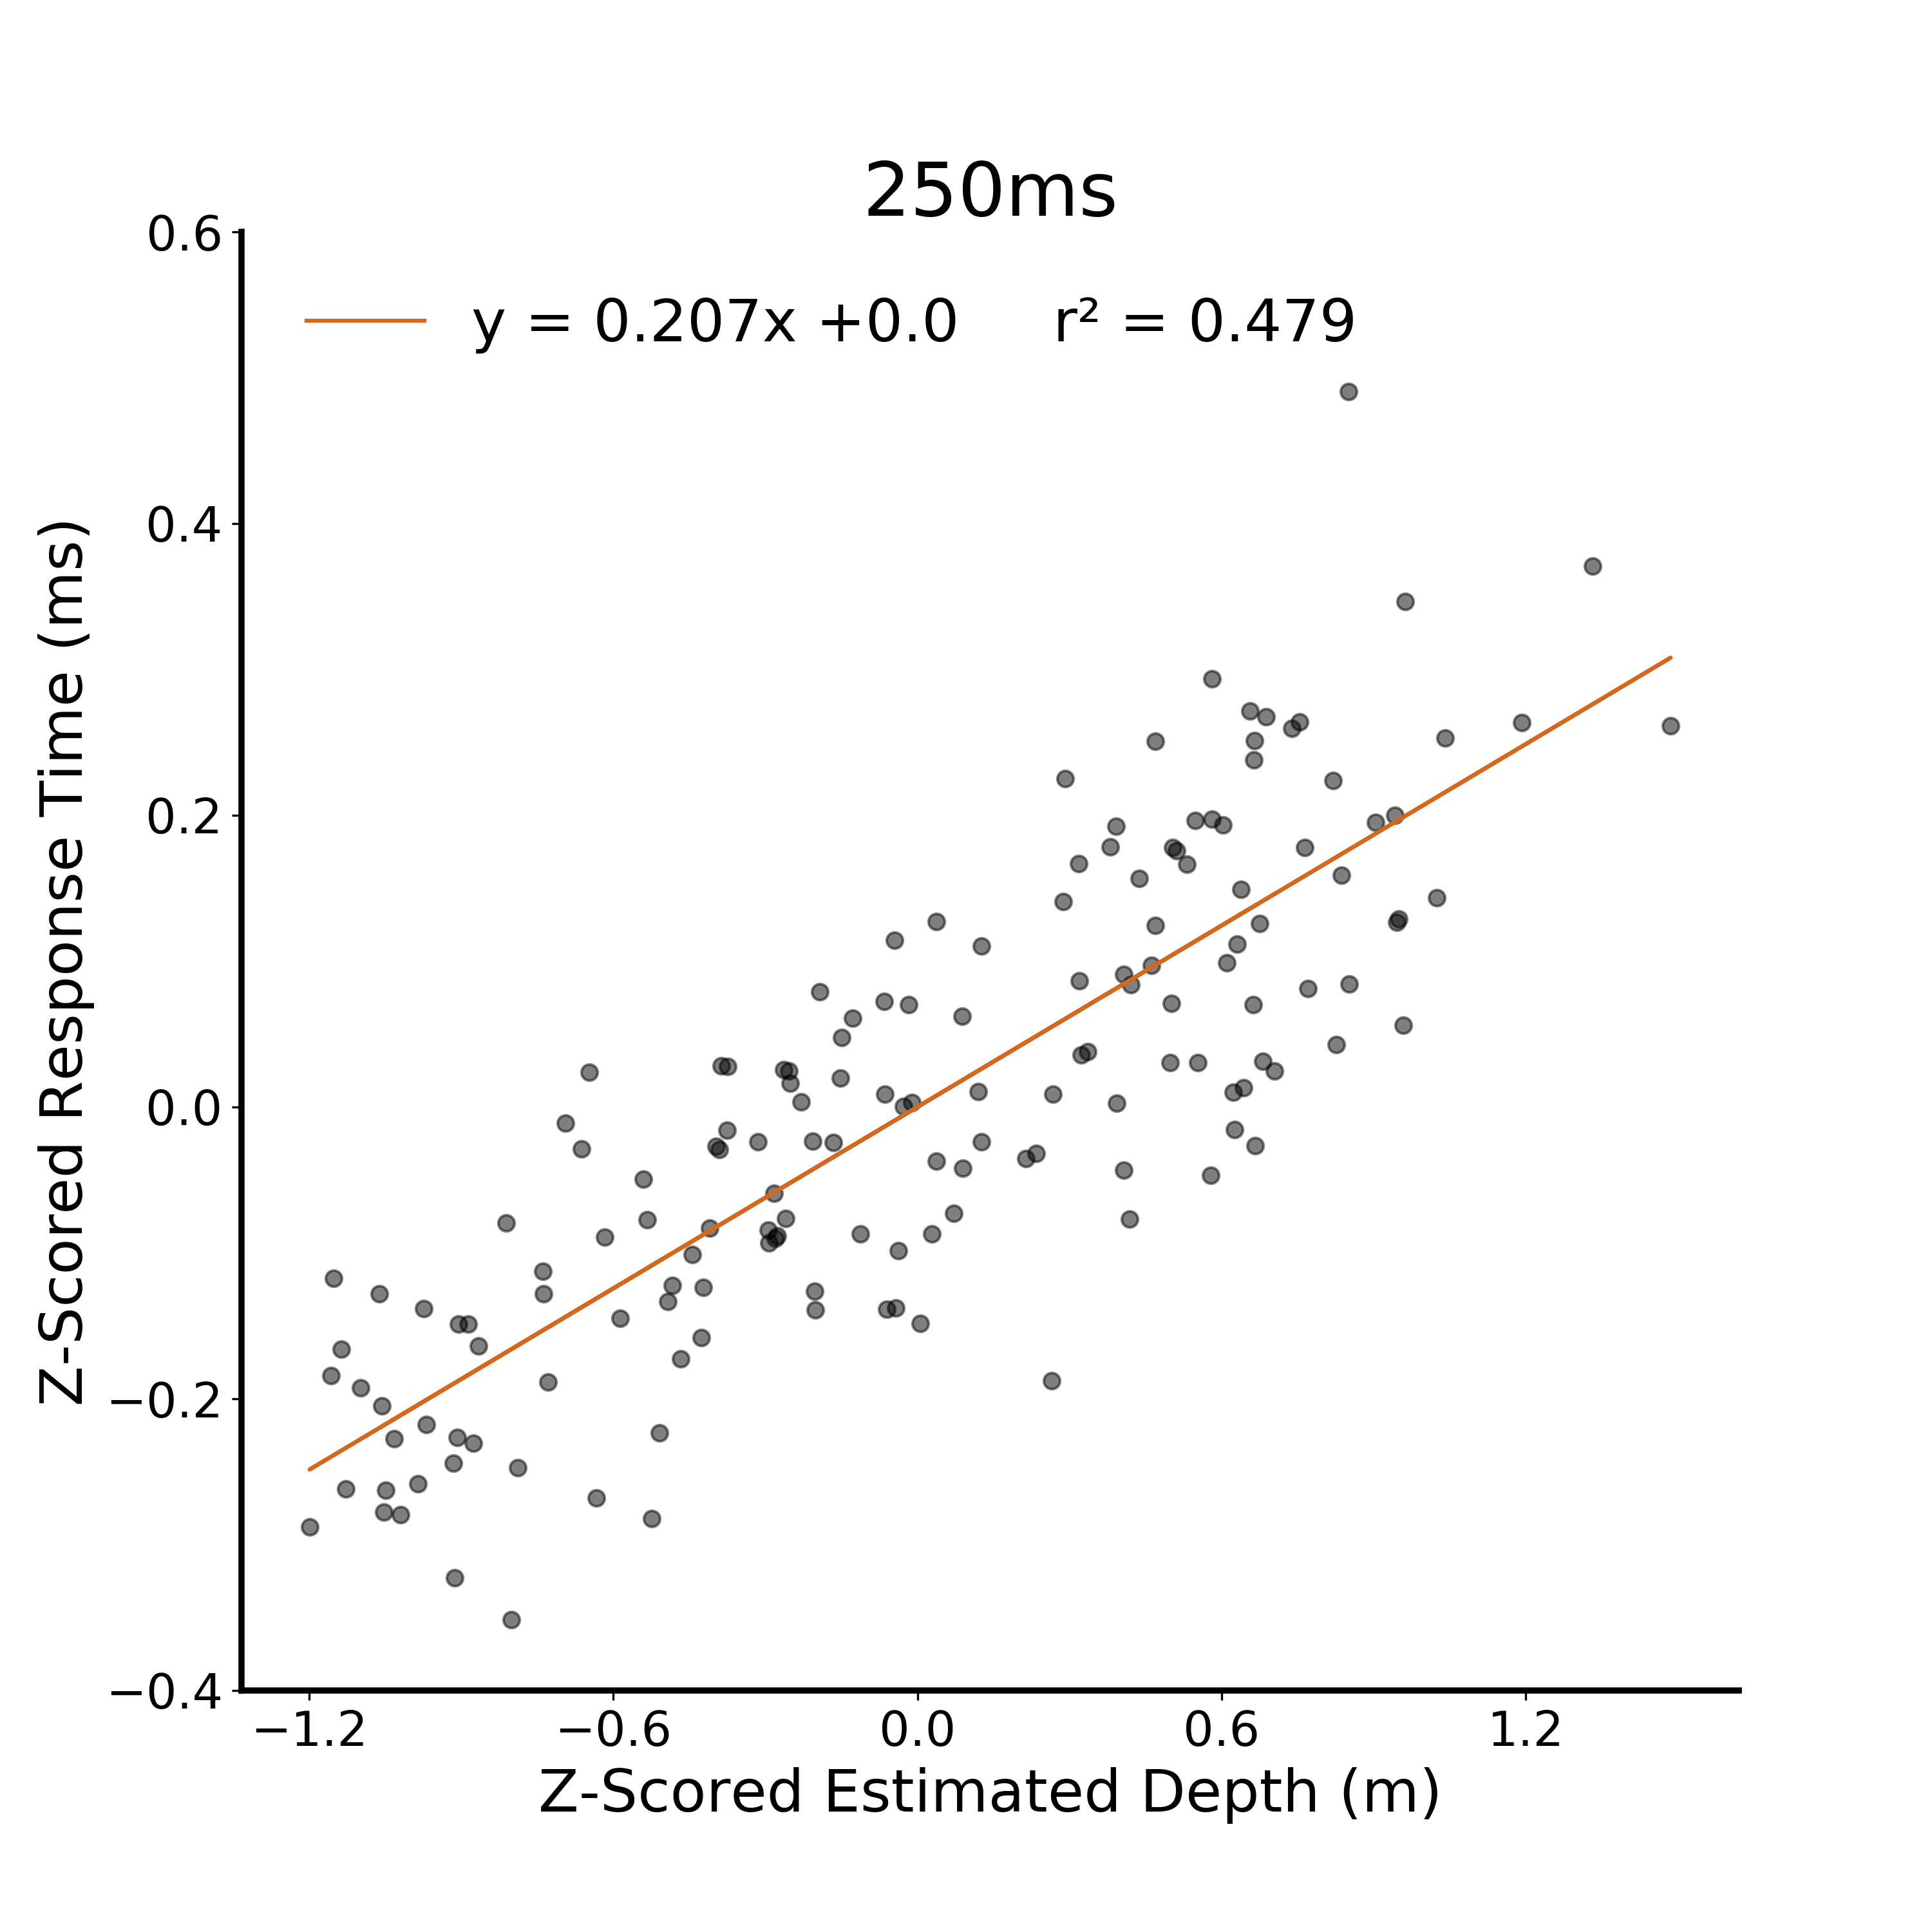 250ms
y = 0.207x +0.0 r² = 0.479
0.6
0.4
0.2
0.0
−0.2
−0.4
Z-Scored Response Time (ms)
−1.2 −0.6 0.0 0.6 1.2
Z-Scored Estimated Depth (m)